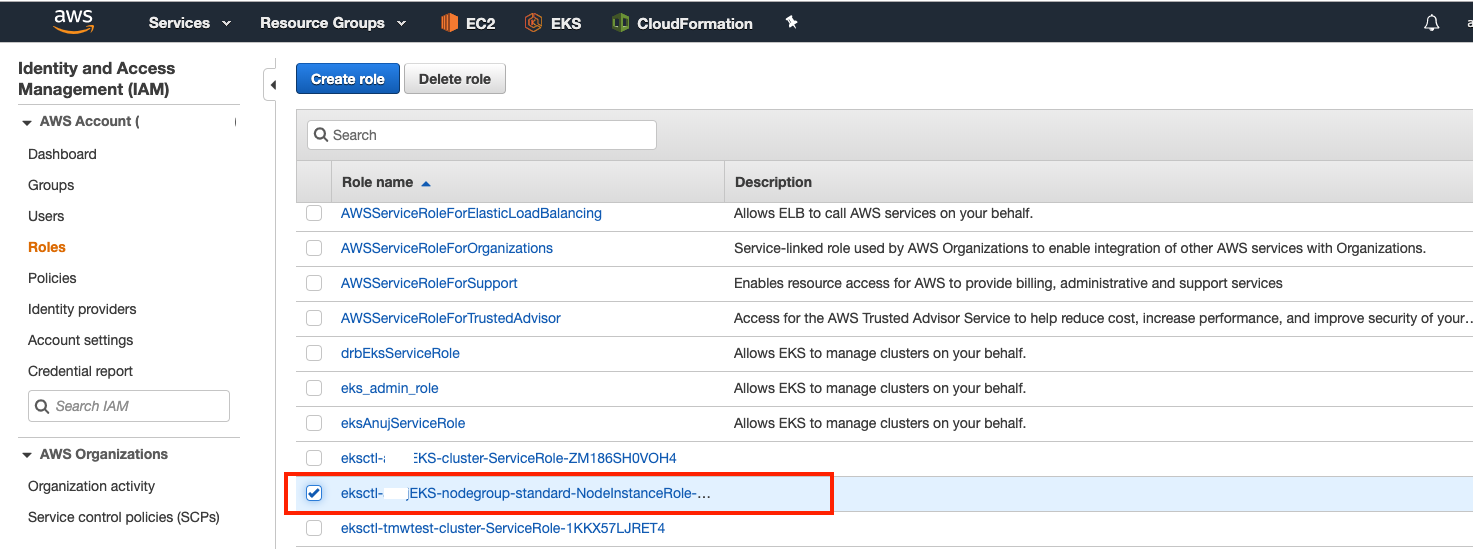 aws Services Resource Groups EC2 EKS CloudFormation a
Identity and Access
Management (IAM)
AWS Account (
Dashboard
Groups
Users
Roles
Policies
Identity providers
Account settings
Credential report
Search IAM
AWS Organizations
Organization activity
Service control policies (SCPs)
Create role Delete role
Search
Role name Description
AWSServiceRoleForElasticLoadBalancing Allows ELB to call AWS services on your behalf.
AWSServiceRoleForOrganizations Service-linked role used by AWS Organizations to enable integration of other AWS services with Organizations.
AWSServiceRoleForSupport Enables resource access for AWS to provide billing, administrative and support services
AWSServiceRoleForTrustedAdvisor Access for the AWS Trusted Advisor Service to help reduce cost, increase performance, and improve security of your...
drbEksServiceRole Allows EKS to manage clusters on your behalf.
eks_admin_role Allows EKS to manage clusters on your behalf.
eksAnujServiceRole Allows EKS to manage clusters on your behalf.
eksctl-a EKS-cluster-ServiceRole-ZM186SH0VOH4
eksctl- jEKS-nodegroup-standard-NodeInstanceRole-...
eksctl-tmwtest-cluster-ServiceRole-1KKX57LJRET4